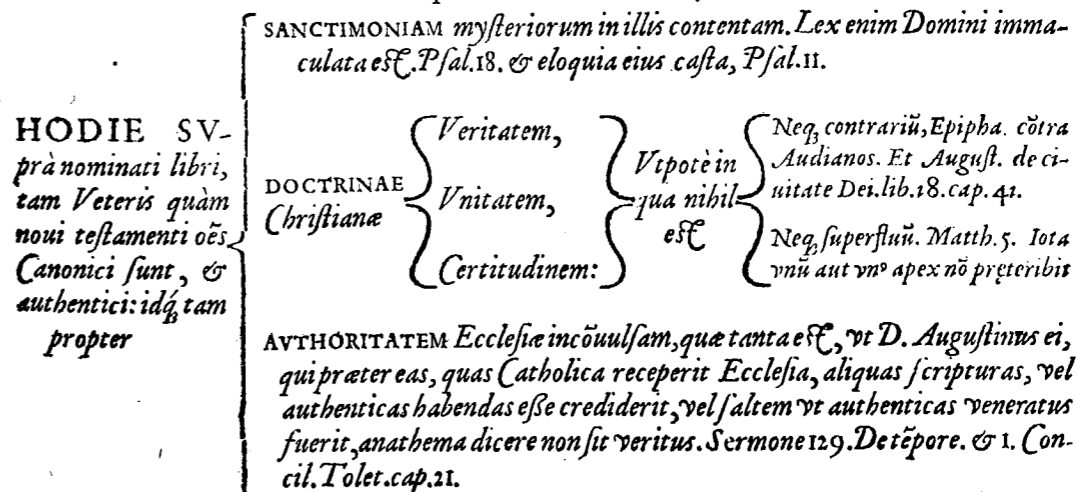 HODIE SV-
prà nominati libri,
tam Veteris quàm
noui teſtamenti oẽs
Canonici ſunt, &
authentici: idq́ꝫ tam
propter
SANCTIMONIAM myſteriorum in illis contentam. Lex enim Domini imma-
culata eſt. Pſal.18. & eloquia eius caſta, Pſal.11.
DOCTRINAE
Chriſtianæ
Veritatem,
Vnitatem,
Certitudinem:
Vtpotè in
qua nihil
eſt
Neqꝫ contrariũ, Epipha. cõtra
Audianos. Et Auguſt. de ci-
uitate Dei.lib.18.cap.41.
Neqꝫ ſuperfluũ. Matth.5. Iota
vnũ aut vnꝰ apex nõ pręteribit
AVTHORITATEM Eccleſiæ incõuulſam, quæ tanta eſt, vt D. Auguſtinus ei,
qui præter eas, quas Catholica receperit Eccleſia, aliquas ſcripturas, vel
authenticas habendas eſſe crediderit, vel ſaltem vt authenticas veneratus
fuerit, anathema dicere non ſit veritus. Sermone 129. De tẽpore. & 1. Con-
cil. Tolet.cap.21.